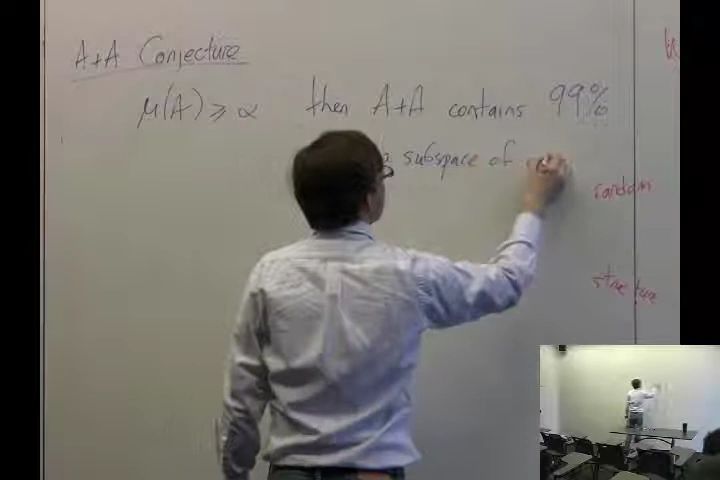 A+A Conjecture
μ(A) ⩾ α then A+A contains 99%
subspace of
random
structure